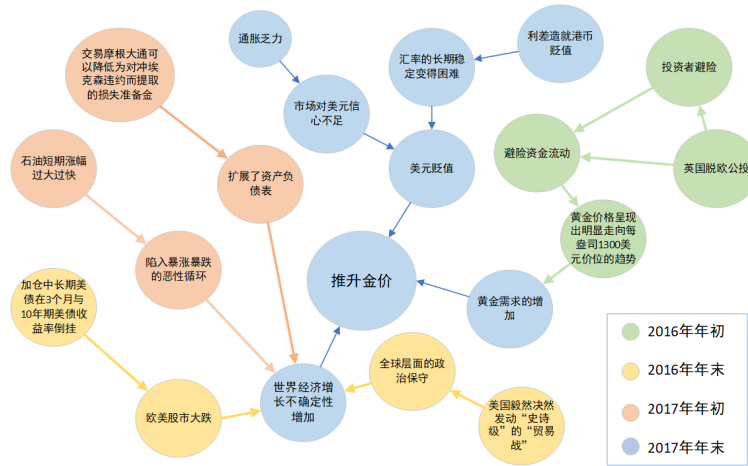 交易摩根大通可
以降低为对冲埃
克森违约而提取
的损失准备金
通胀乏力
汇率的长期稳
定变得困难
利差造就港币
贬值
投资者避险
市场对美元信
心不足
石油短期涨幅
过大过快
扩展了资产负
债表
美元贬值
避险资金流动
英国脱欧公投
黄金价格呈现
出明显走向每
盎司1300美
元价位的趋势
陷入暴涨暴跌
的恶性循环
推升金价
加仓中长期美
债在3个月与
10年期美债收
益率倒挂
黄金需求的增
加
全球层面的政
治保守
世界经济增
长不确定性
增加
欧美股市大跌
美国毅然决然
发动“史诗
级”的“贸易
战”
2016年年初
2016年年末
2017年年初
2017年年末